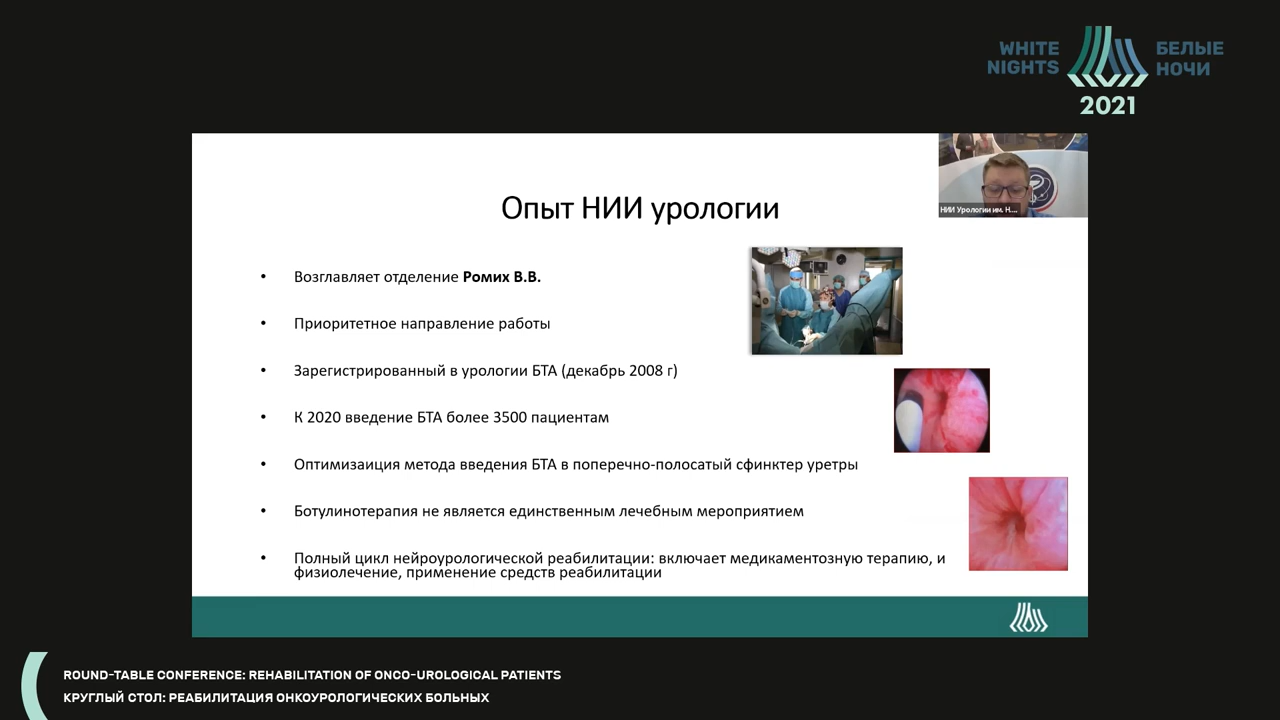 WHITE
NIGHTS
БЕЛЫЕ
НОЧИ
2021
НИИ Урологии им. Н....
Опыт НИИ урологии
• Возглавляет отделение Ромих В.В.
• Приоритетное направление работы
• Зарегистрированный в урологии БТА (декабрь 2008 г)
• К 2020 введение БТА более 3500 пациентам
• Оптимизаиция метода введения БТА в поперечно-полосатый сфинктер уретры
• Ботулинотерапия не является единственным лечебным мероприятием
• Полный цикл нейроурологической реабилитации: включает медикаментозную терапию, и
физиолечение, применение средств реабилитации
ROUND-TABLE CONFERENCE: REHABILITATION OF ONCO-UROLOGICAL PATIENTS
КРУГЛЫЙ СТОЛ: РЕАБИЛИТАЦИЯ ОНКОУРОЛОГИЧЕСКИХ БОЛЬНЫХ